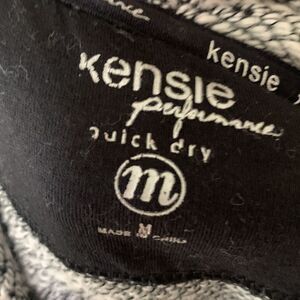 kensie
kensie
performance
quick dry
m
M
MADE IN CHINA